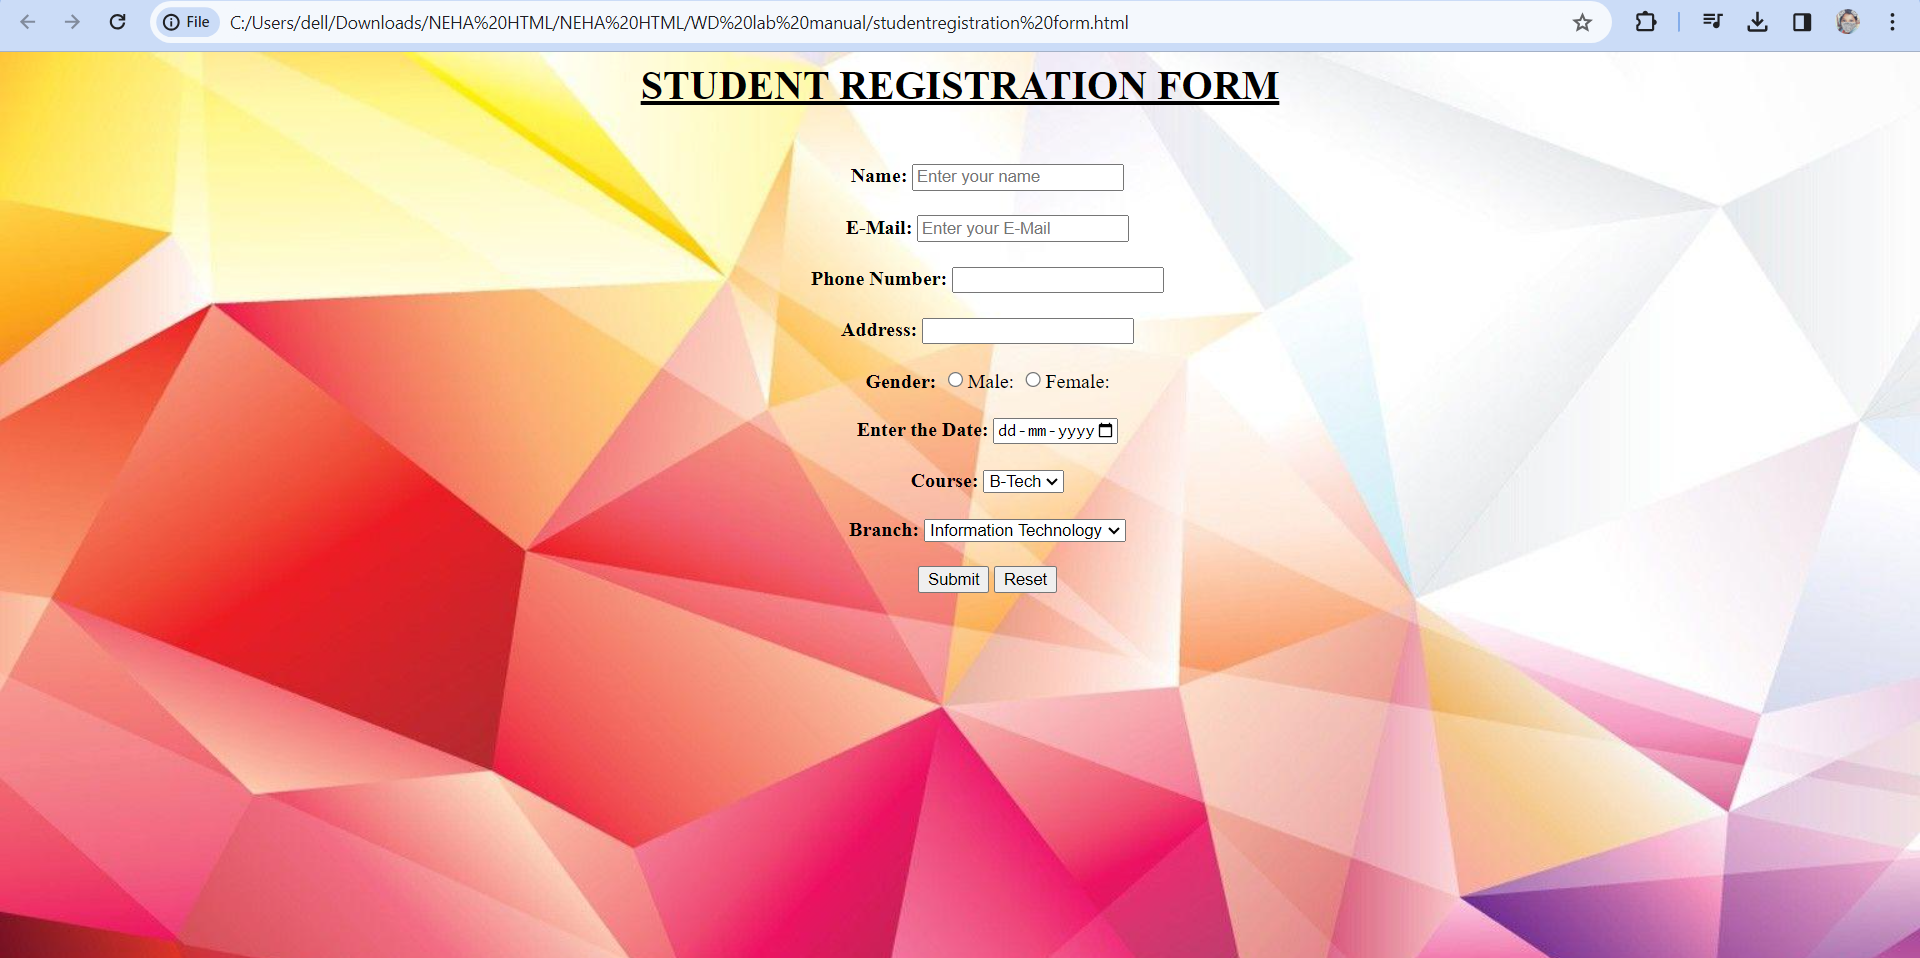 File C:/Users/dell/Downloads/NEHA%20HTML/NEHA%20HTML/WD%20lab%20manual/studentregistration%20form.html
STUDENT REGISTRATION FORM
Name: Enter your name
E-Mail: Enter your E-Mail
Phone Number:
Address:
Gender: Male: Female:
Enter the Date: dd-mm-yyyy
Course: B-Tech
Branch: Information Technology
Submit Reset